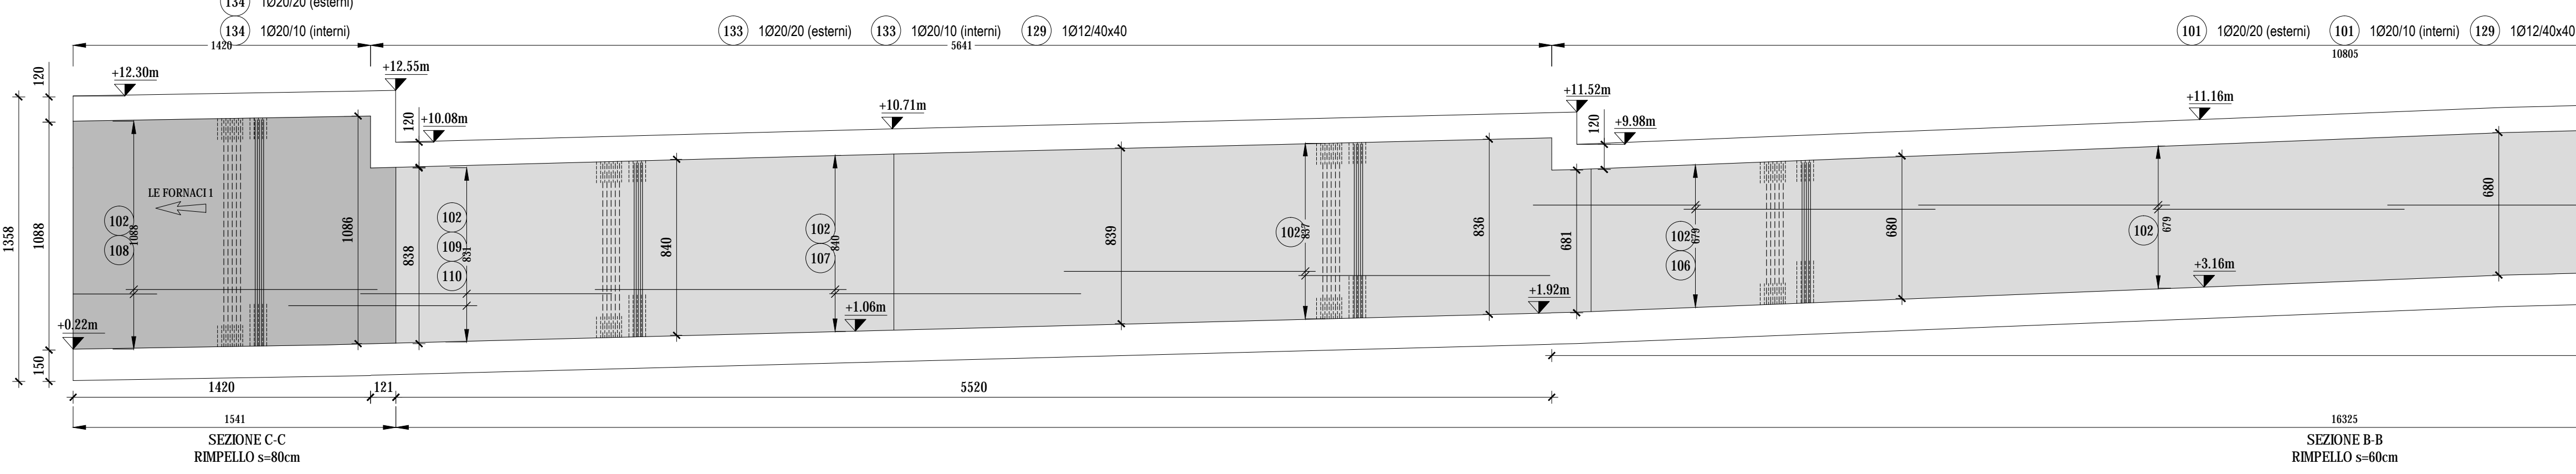 134 1Ø20/20 (esterni)
134 1Ø20/10 (interni)
133 1Ø20/20 (esterni) 133 1Ø20/10 (interni) 129 1Ø12/40x40
101 1Ø20/20 (esterni) 101 1Ø20/10 (interni) 129 1Ø12/40x40
1420 5641 10805
120
+12.30m
+12.55m
+10.08m
120
+10.71m
+11.52m
+9.98m
120
+11.16m
1358
1088
150
LE FORNACI 1
102
108
1088
1086
838
102
109
110
831
840
102
107
840
839
102
837
836
681
102
106
679
680
102
679
680
+0.22m
+1.06m
+1.92m
+3.16m
1420 121 5520
1541 16325
SEZIONE C-C
RIMPELLO s=80cm
SEZIONE B-B
RIMPELLO s=60cm